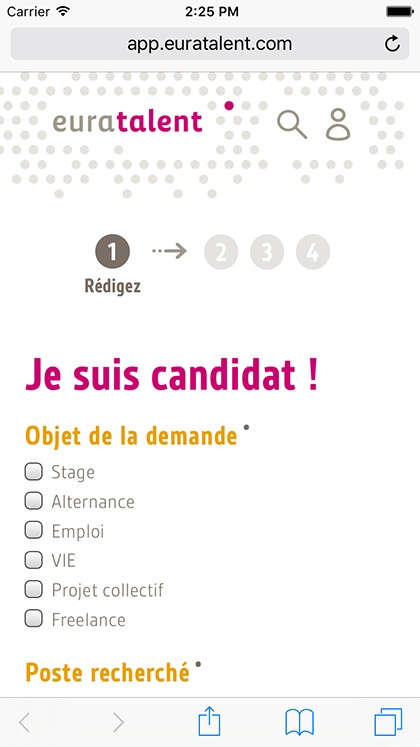 Carrier 2:25 PM
app.euratalent.com
euratalent
1 2 3 4
Rédigez
Je suis candidat !
Objet de la demande
Stage
Alternance
Emploi
VIE
Projet collectif
Freelance
Poste recherché